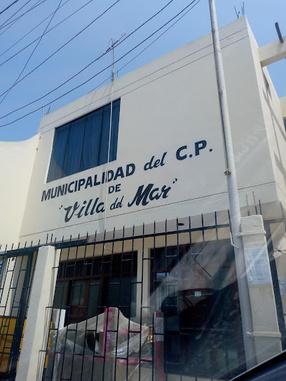 MUNICIPALIDAD del C.P.
DE
"Villa del Mar"